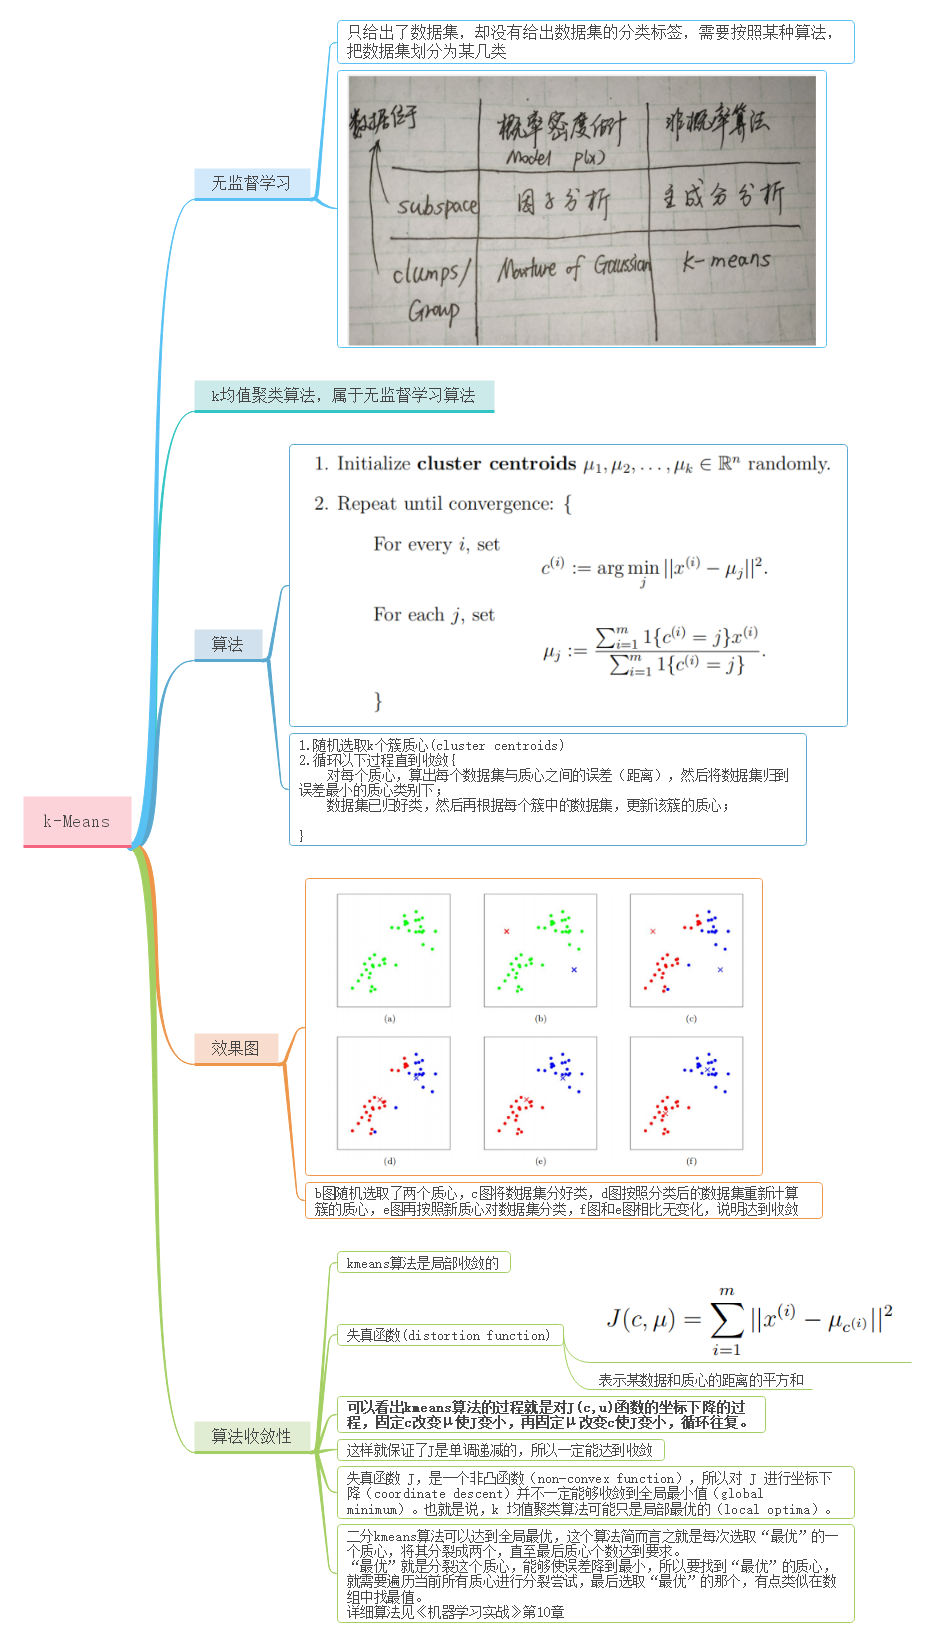 只给出了数据集，却没有给出数据集的分类标签，需要按照某种算法，
把数据集划分为某几类
数据位于
概率密度估计
非概率算法
Model p(x)
subspace
因子分析
主成分分析
clumps/
Group
Mixture of Gaussian
k-means
无监督学习
k均值聚类算法，属于无监督学习算法
1. Initialize cluster centroids μ₁, μ₂, . . . , μₖ ∈ ℝⁿ randomly.
2. Repeat until convergence: {
For every i, set
c⁽ⁱ⁾ := arg min_j ||x⁽ⁱ⁾ − μ_j||².
For each j, set
μ_j := ∑_{i=1}^m 1{c⁽ⁱ⁾ = j}x⁽ⁱ⁾ / ∑_{i=1}^m 1{c⁽ⁱ⁾ = j}.
}
算法
1.随机选取k个簇质心(cluster centroids)
2.循环以下过程直到收敛{
对每个质心，算出每个数据集与质心之间的误差（距离），然后将数据集归到
误差最小的质心类别下；
数据集已归好类，然后再根据每个簇中的数据集，更新该簇的质心；
}
k-Means
(a)
(b)
(c)
(d)
(e)
(f)
效果图
b图随机选取了两个质心，c图将数据集分好类，d图按照分类后的数据集重新计算
簇的质心，e图再按照新质心对数据集分类，f图和e图相比无变化，说明达到收敛
kmeans算法是局部收敛的
失真函数(distortion function)
J(c, μ) = ∑_{i=1}^m ||x⁽ⁱ⁾ − μ_{c⁽ⁱ⁾}||²
表示某数据和质心的距离的平方和
可以看出kmeans算法的过程就是对J(c,u)函数的坐标下降的过
程，固定c改变μ使J变小，再固定μ改变c使J变小，循环往复。
算法收敛性
这样就保证了J是单调递减的，所以一定能达到收敛
失真函数 J，是一个非凸函数（non-convex function），所以对 J 进行坐标下
降（coordinate descent）并不一定能够收敛到全局最小值（global
minimum）。也就是说，k 均值聚类算法可能只是局部最优的（local optima）。
二分kmeans算法可以达到全局最优，这个算法简而言之就是每次选取“最优”的一
个质心，将其分裂成两个，直至最后质心个数达到要求。
“最优”就是分裂这个质心，能够使误差降到最小，所以要找到“最优”的质心，
就需要遍历当前所有质心进行分裂尝试，最后选取“最优”的那个，有点类似在数
组中找最值。
详细算法见《机器学习实战》第10章